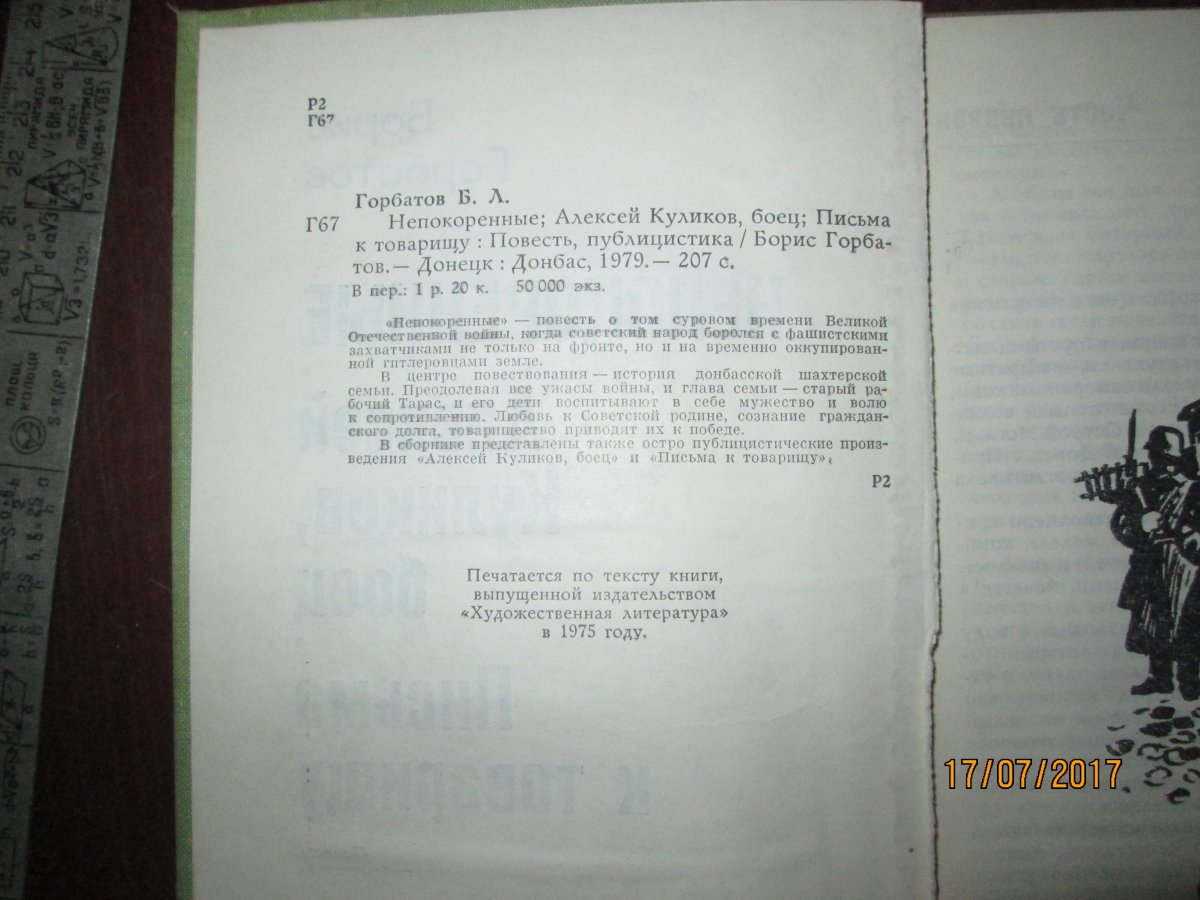 Р2
Г67
Горбатов Б. Л.
Г67 Непокоренные; Алексей Куликов, боец; Письма
к товарищу : Повесть, публицистика / Борис Горба-
тов.— Донецк : Донбас, 1979.— 207 с.
В пер.: 1 р. 20 к. 50 000 экз.
«Непокоренные» — повесть о том суровом времени Великой
Отечественной войны, когда советский народ боролся с фашистскими
захватчиками не только на фронте, но и на временно оккупирован-
ной гитлеровцами земле.
В центре повествования — история донбасской шахтерской
семьи. Преодолевая все ужасы войны, и глава семьи — старый ра-
бочий Тарас, и его дети воспитывают в себе мужество и волю
к сопротивлению. Любовь к Советской родине, сознание граждан-
ского долга, товарищество приводят их к победе.
В сборнике представлены также остро публицистические произ-
ведения «Алексей Куликов, боец» и «Письма к товарищу».
Р2
Печатается по тексту книги,
выпущенной издательством
«Художественная литература»
в 1975 году.
17/07/2017